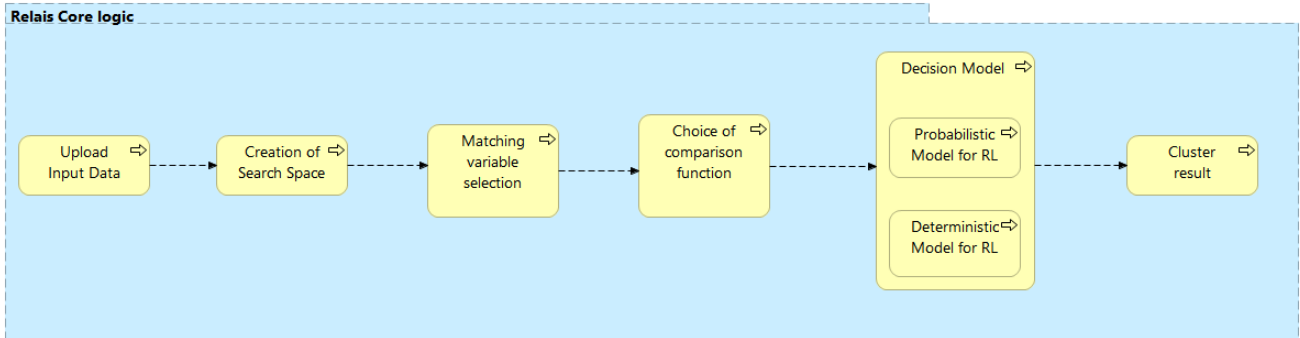 Relais Core logic
Upload
Input Data
Creation of
Search Space
Matching
variable
selection
Choice of
comparison
function
Decision Model
Probabilistic
Model for RL
Deterministic
Model for RL
Cluster
result